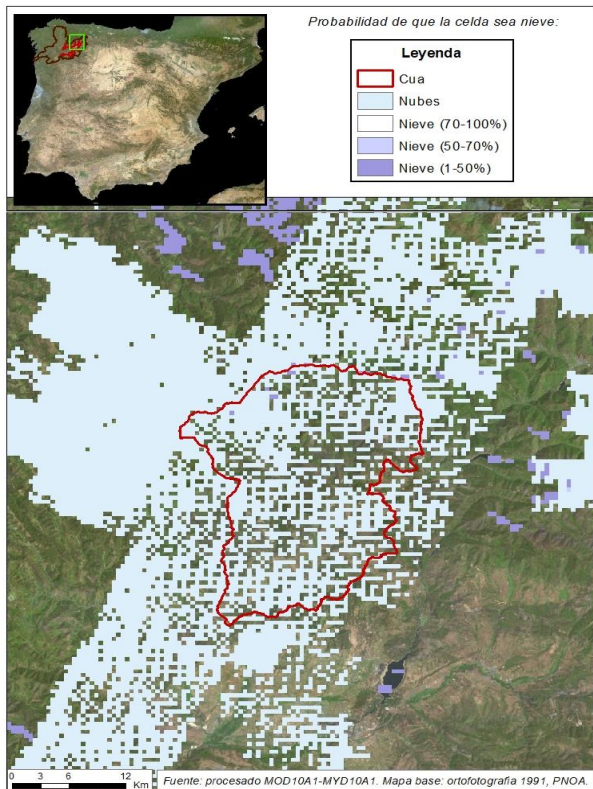 Probabilidad de que la celda sea nieve:
Leyenda
Cua
Nubes
Nieve (70-100%)
Nieve (50-70%)
Nieve (1-50%)
0 3 6 12
Km
Fuente: procesado MOD10A1-MYD10A1. Mapa base: ortofotografia 1991, PNOA.